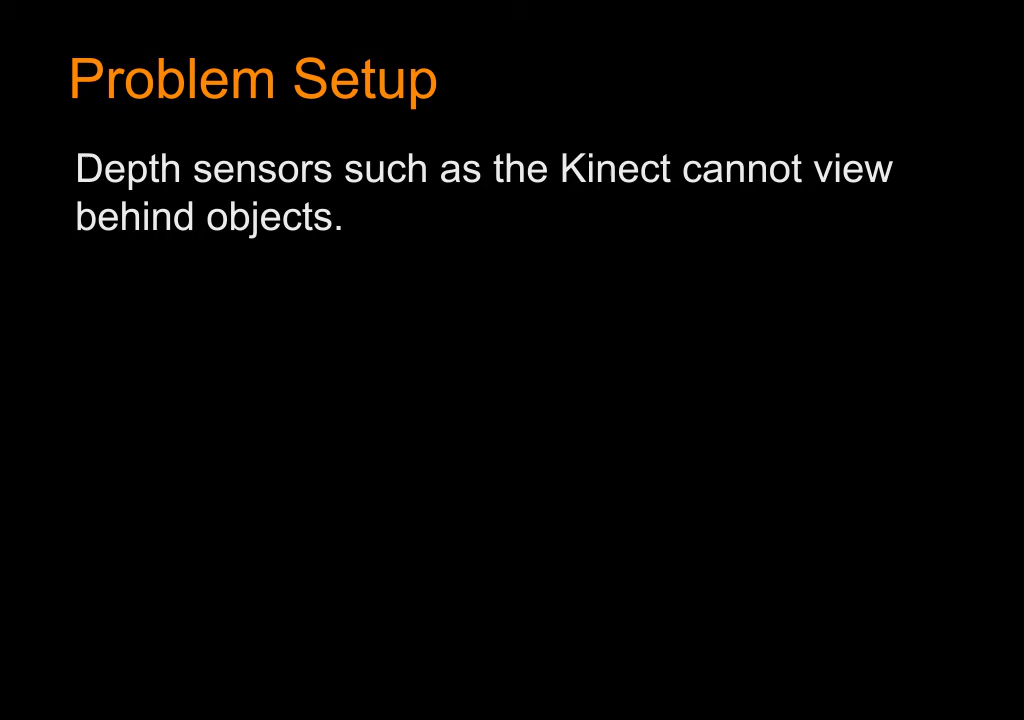 Problem Setup
Depth sensors such as the Kinect cannot view
behind objects.